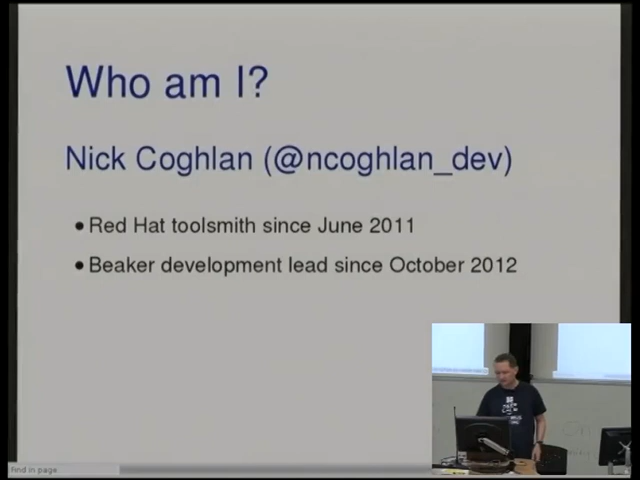 Who am I?
Nick Coghlan (@ncoghlan_dev)
• Red Hat toolsmith since June 2011
• Beaker development lead since October 2012
Find in page